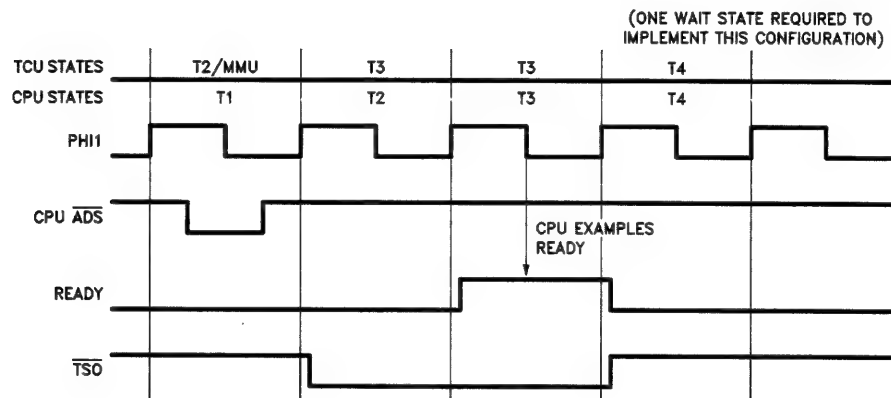 (ONE WAIT STATE REQUIRED TO
IMPLEMENT THIS CONFIGURATION)
TCU STATES T2/MMU T3 T3 T4
CPU STATES T1 T2 T3 T4
PHI1
CPU ADS
CPU EXAMPLES
READY
READY
TSO